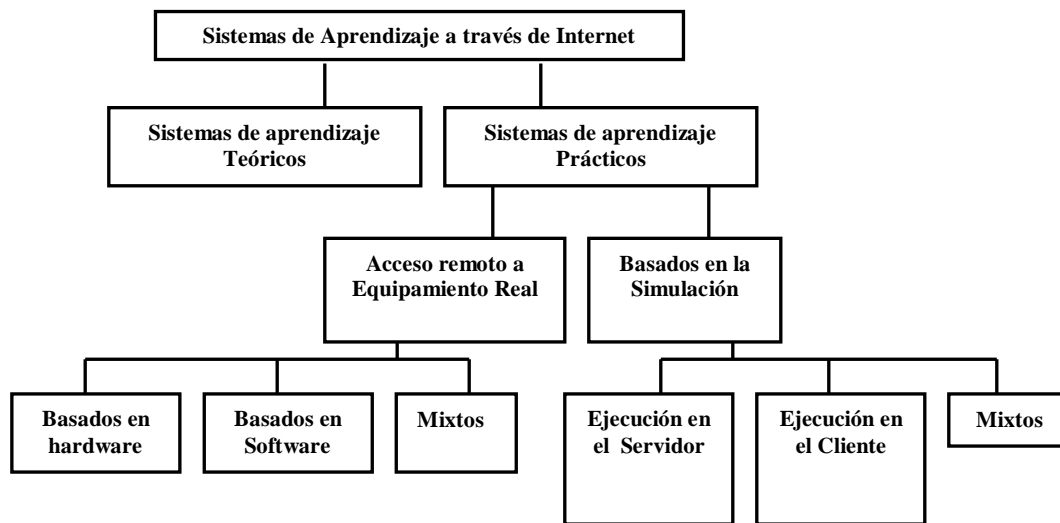 Sistemas de Aprendizaje a través de Internet
Sistemas de aprendizaje
Teóricos
Sistemas de aprendizaje
Prácticos
Acceso remoto a
Equipamiento Real
Basados en la
Simulación
Basados en
hardware
Basados en
Software
Mixtos
Ejecución en
el Servidor
Ejecución en
el Cliente
Mixtos